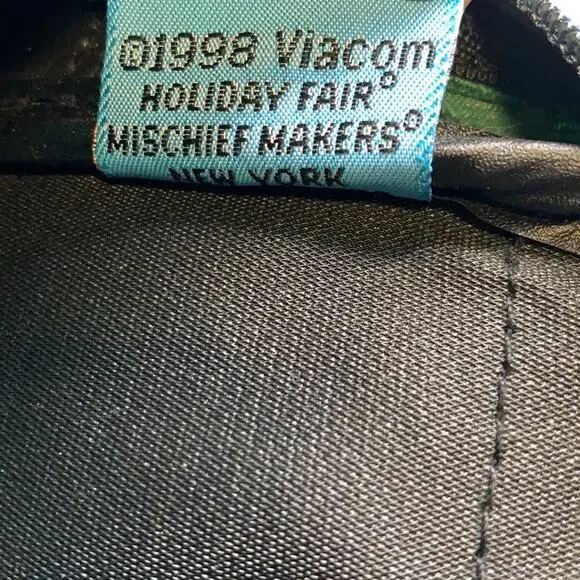 ©1998 Viacom
HOLIDAY FAIR®
MISCHIEF MAKERS®
NEW YORK